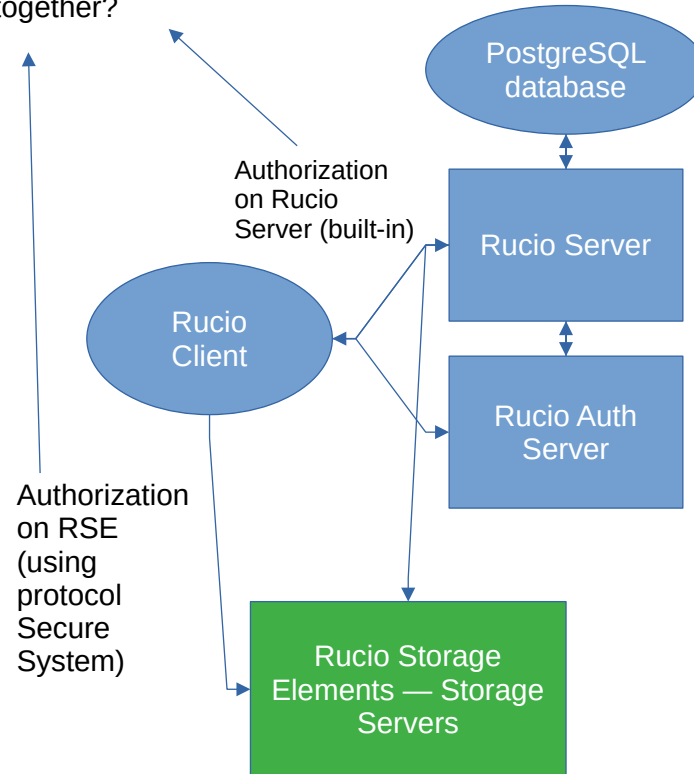 together?
PostgreSQL
database
Authorization
on Rucio
Server (built-in)
Rucio Server
Rucio
Client
Rucio Auth
Server
Authorization
on RSE
(using
protocol
Secure
System)
Rucio Storage
Elements — Storage
Servers